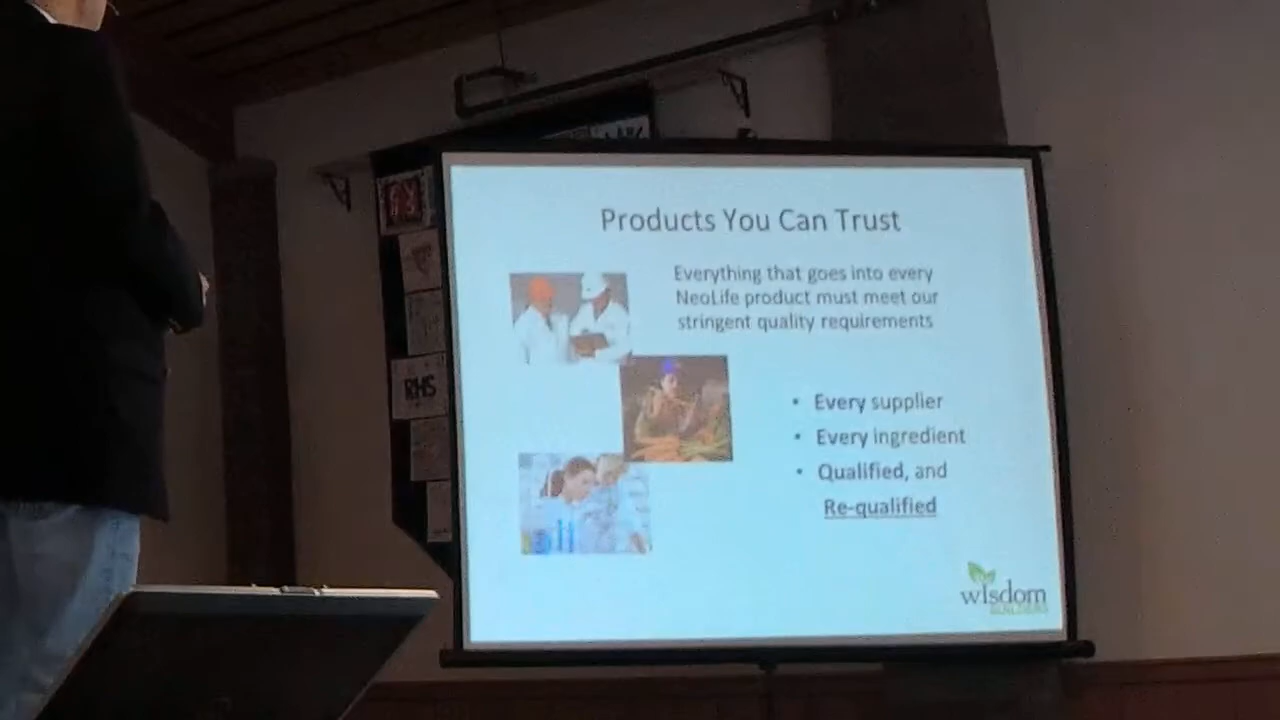 Products You Can Trust
Everything that goes into every
NeoLife product must meet our
stringent quality requirements
• Every supplier
• Every ingredient
• Qualified, and
Re-qualified
wIsdom
BUILDERS
RHS